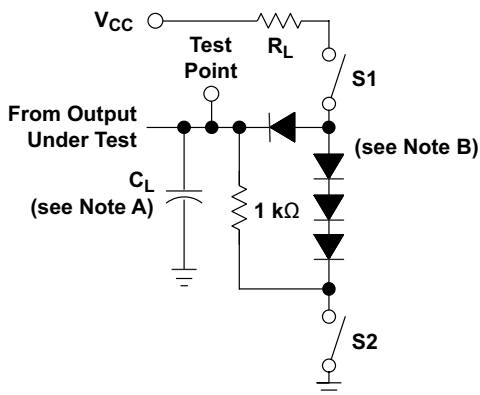 V_CC
R_L
S1
Test
Point
From Output
Under Test
(see Note B)
C_L
(see Note A)
1 kΩ
S2